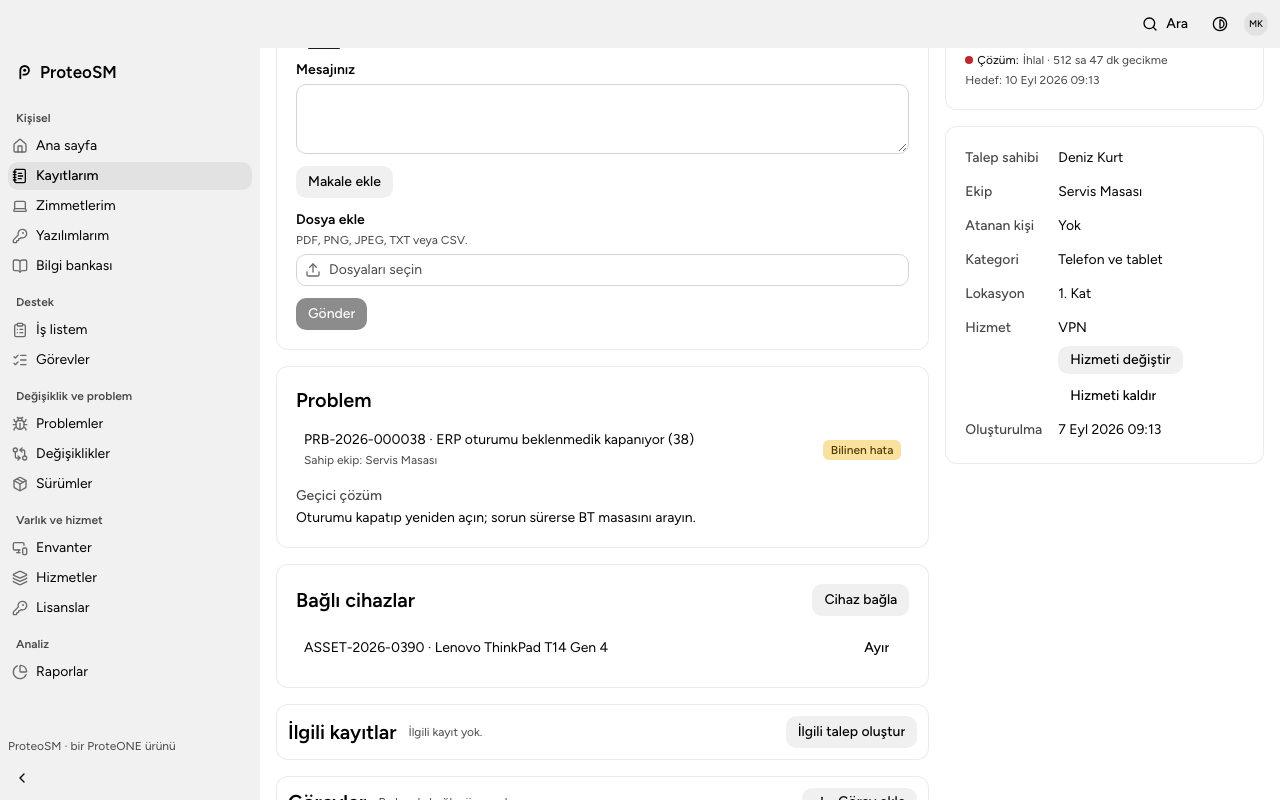 Ara
MK
ProteoSM
Kişisel
Ana sayfa
Kayıtlarım
Zimmetlerim
Yazılımlarım
Bilgi bankası
Destek
İş listem
Görevler
Değişiklik ve problem
Problemler
Değişiklikler
Sürümler
Varlık ve hizmet
Envanter
Hizmetler
Lisanslar
Analiz
Raporlar
ProteoSM · bir ProteONE ürünü
Mesajınız
Makale ekle
Dosya ekle
PDF, PNG, JPEG, TXT veya CSV.
Dosyaları seçin
Gönder
Problem
PRB-2026-000038 · ERP oturumu beklenmedik kapanıyor (38)
Sahip ekip: Servis Masası
Bilinen hata
Geçici çözüm
Oturumu kapatıp yeniden açın; sorun sürerse BT masasını arayın.
Bağlı cihazlar
Cihaz bağla
ASSET-2026-0390 · Lenovo ThinkPad T14 Gen 4
Ayır
İlgili kayıtlar
İlgili kayıt yok.
İlgili talep oluştur
Çözüm: İhlal · 512 sa 47 dk gecikme
Hedef: 10 Eyl 2026 09:13
Talep sahibi Deniz Kurt
Ekip Servis Masası
Atanan kişi Yok
Kategori Telefon ve tablet
Lokasyon 1. Kat
Hizmet VPN
Hizmeti değiştir
Hizmeti kaldır
Oluşturulma 7 Eyl 2026 09:13